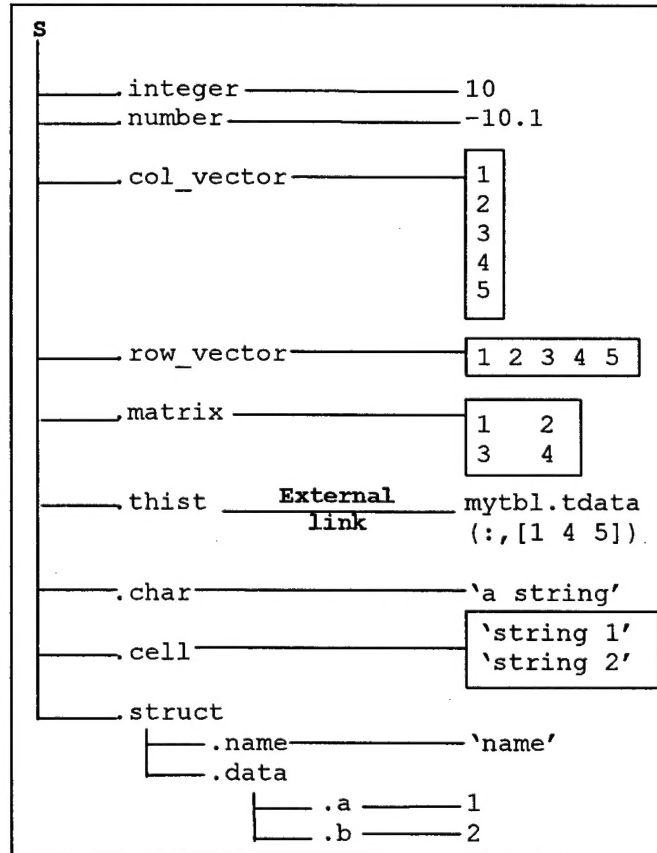 S
.integer 10
.number -10.1
.col_vector 1
2
3
4
5
.row_vector 1 2 3 4 5
.matrix 1 2
3 4
.thist External link mytbl.tdata
(:,[1 4 5])
.char `a string'
.cell `string 1'
`string 2'
.struct
.name `name'
.data
.a 1
.b 2